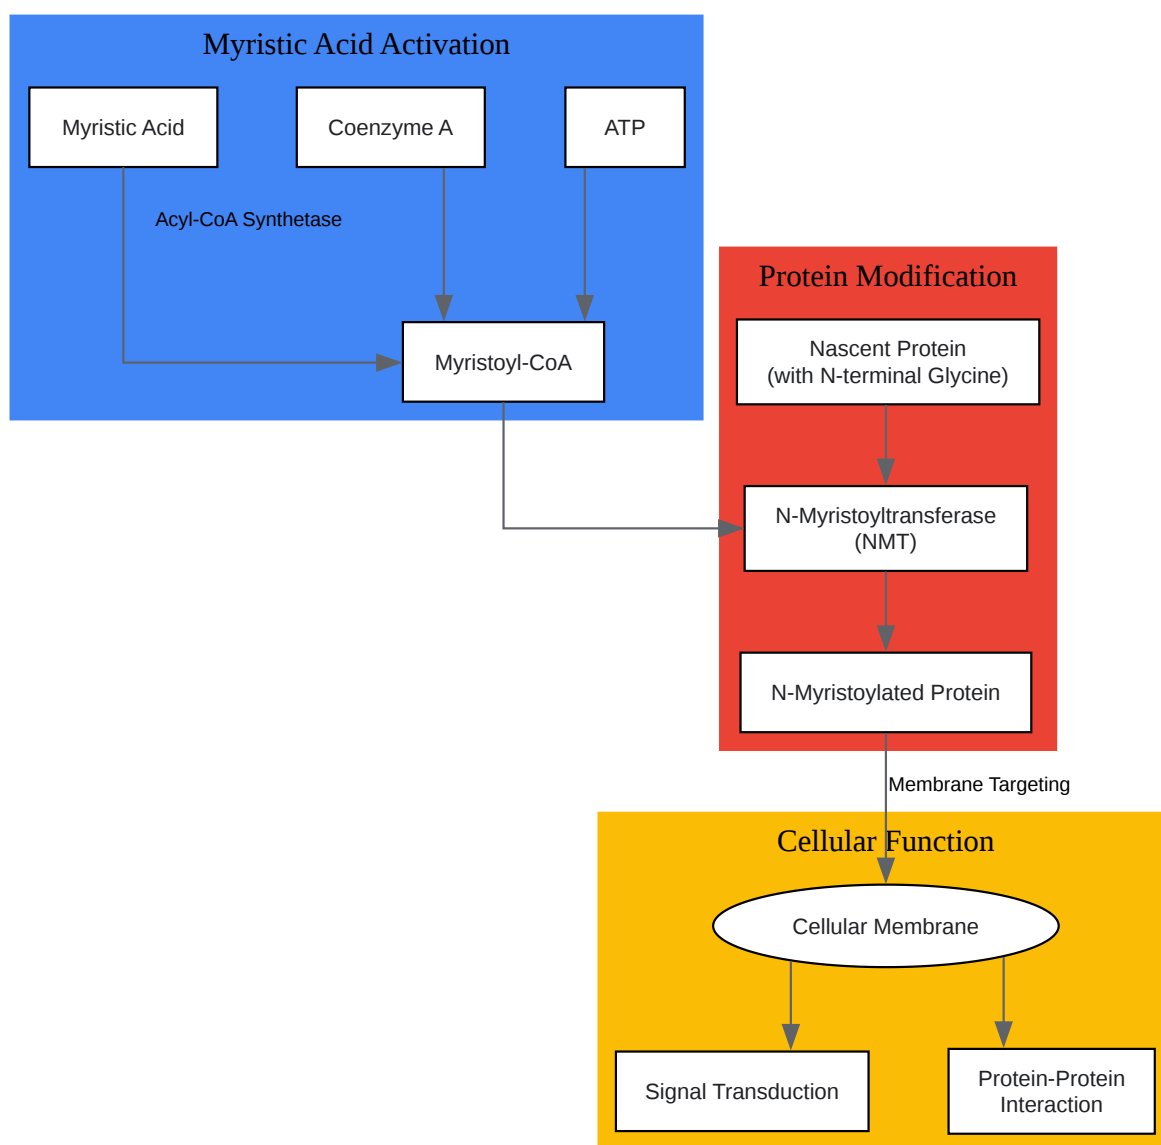 Myristic Acid Activation
Myristic Acid
Coenzyme A
ATP
Acyl-CoA Synthetase
Myristoyl-CoA
Protein Modification
Nascent Protein
(with N-terminal Glycine)
N-Myristoyltransferase
(NMT)
N-Myristoylated Protein
Membrane Targeting
Cellular Function
Cellular Membrane
Signal Transduction
Protein-Protein
Interaction